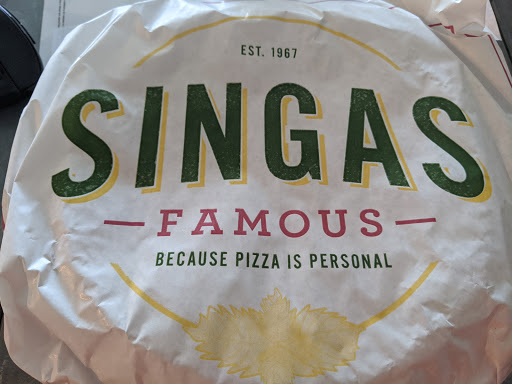 EST. 1967
SINGAS
FAMOUS
BECAUSE PIZZA IS PERSONAL